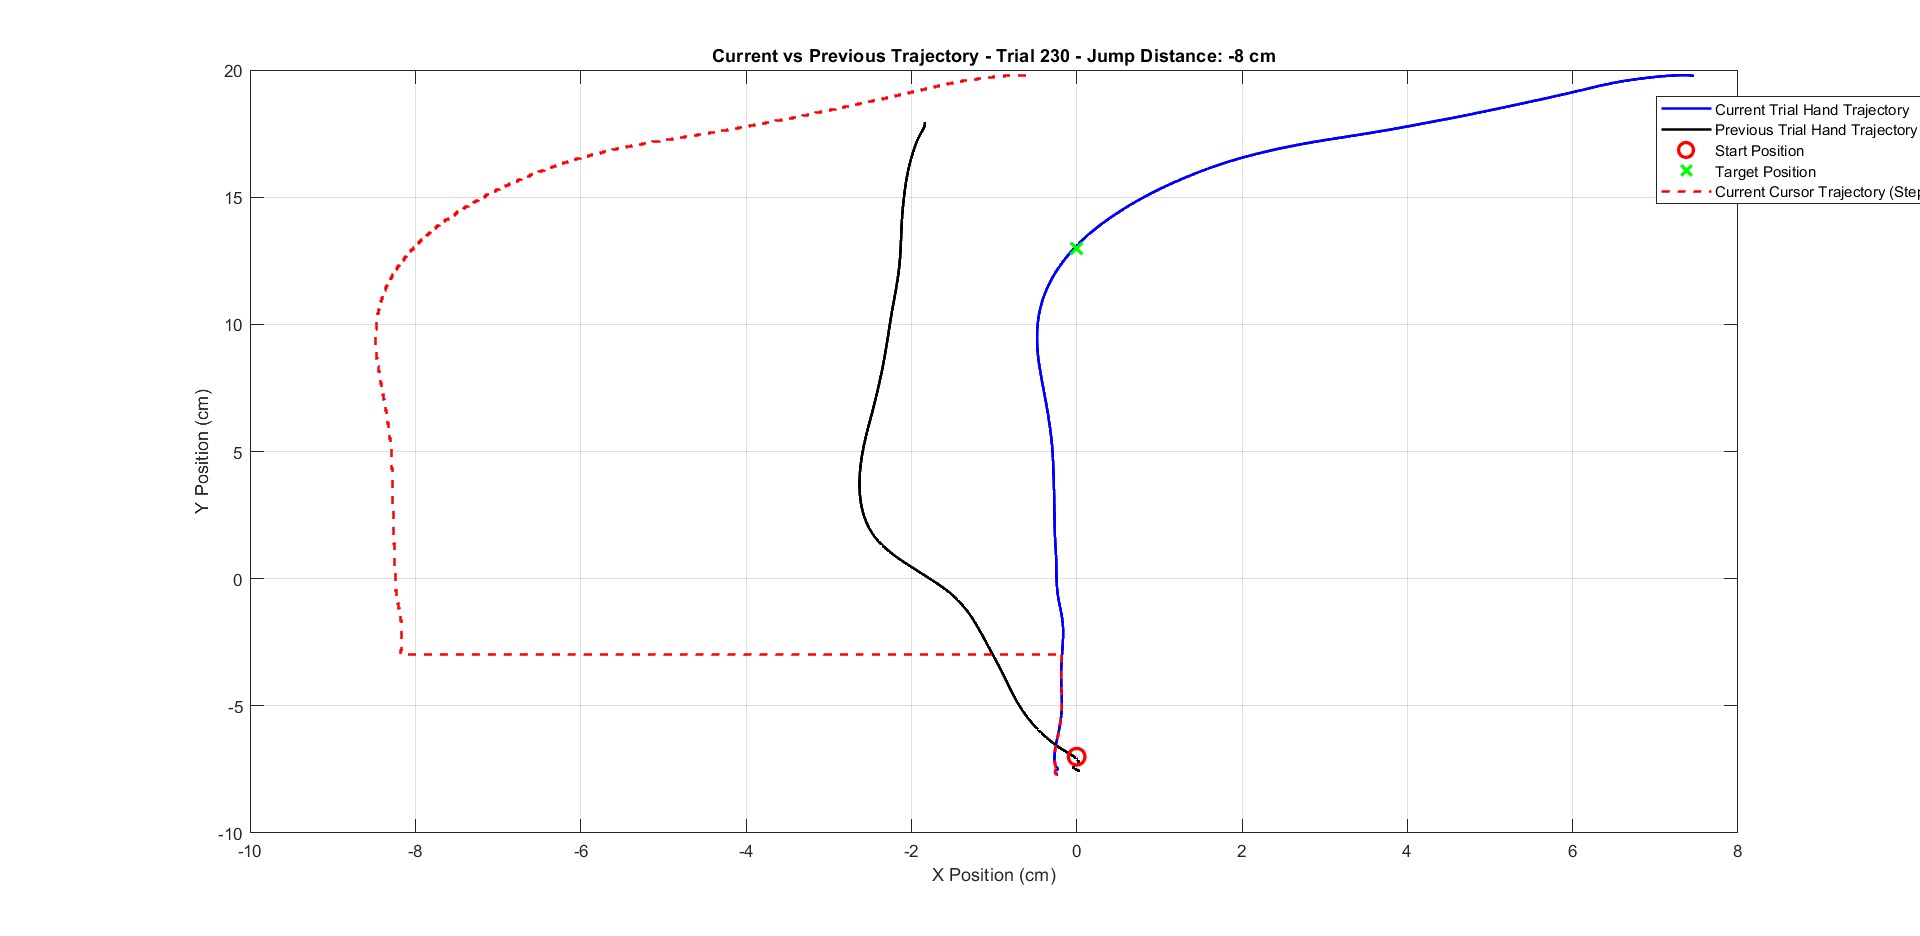 Current vs Previous Trajectory - Trial 230 - Jump Distance: -8 cm
20
15
10
5
0
-5
-10
Y Position (cm)
Current Trial Hand Trajectory
Previous Trial Hand Trajectory
Start Position
Target Position
Current Cursor Trajectory
-10
-8
-6
-4
-2
0
2
4
6
8
X Position (cm)